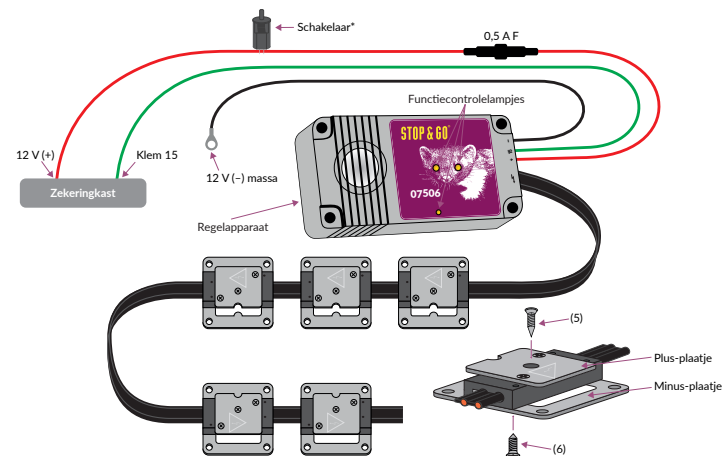 Schakelaar*
0,5 A F
Functiecontrolelampjes
STOP & GO®
12 V (+)
Klem 15
12 V (–) massa
07506
– 15 +
Zekeringkast
Regelapparaat
(5)
Plus-plaatje
Minus-plaatje
(6)